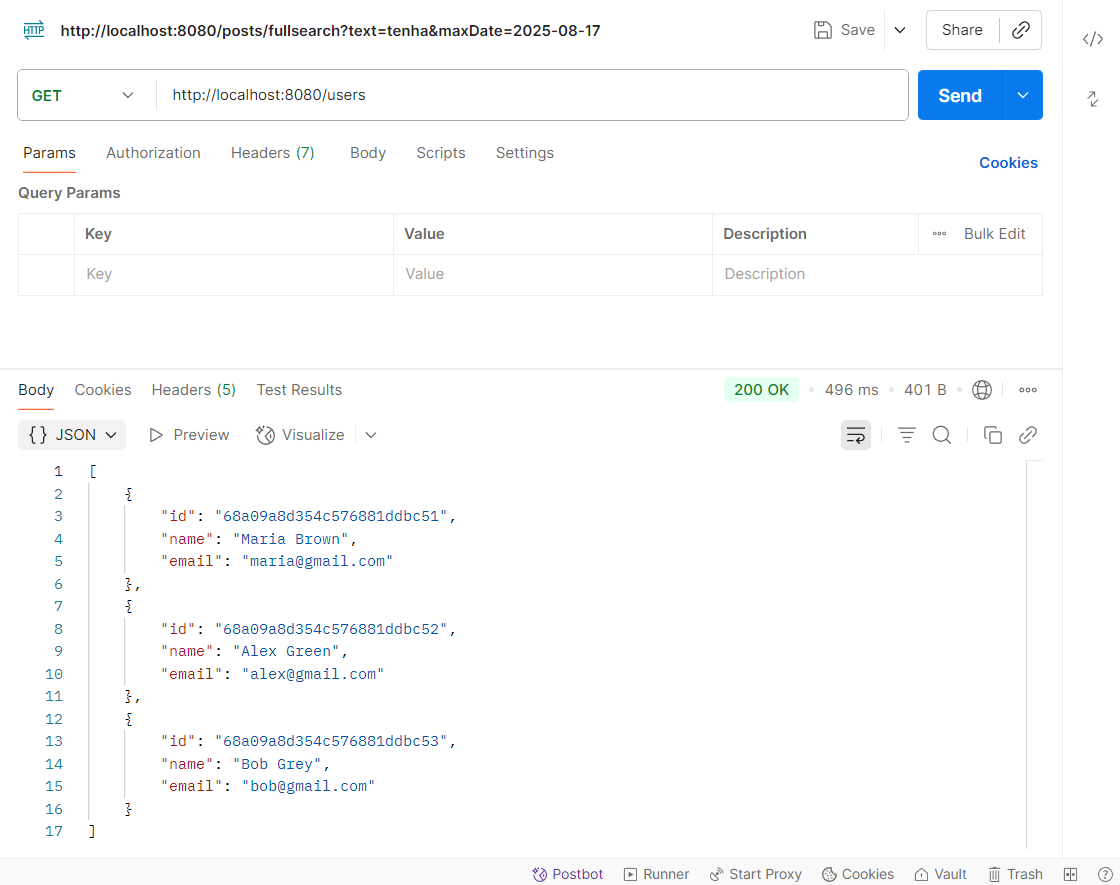 HTTP http://localhost:8080/posts/fullsearch?text=tenha&maxDate=2025-08-17 Save Share
GET http://localhost:8080/users Send
Params Authorization Headers (7) Body Scripts Settings Cookies
Query Params
Key Value Description Bulk Edit
Key Value Description
Body Cookies Headers (5) Test Results 200 OK 496 ms 401 B
{} JSON Preview Visualize
1 [
2 {
3 "id": "68a09a8d354c576881ddbc51",
4 "name": "Maria Brown",
5 "email": "maria@gmail.com"
6 },
7 {
8 "id": "68a09a8d354c576881ddbc52",
9 "name": "Alex Green",
10 "email": "alex@gmail.com"
11 },
12 {
13 "id": "68a09a8d354c576881ddbc53",
14 "name": "Bob Grey",
15 "email": "bob@gmail.com"
16 }
17 ]
Postbot Runner Start Proxy Cookies Vault Trash